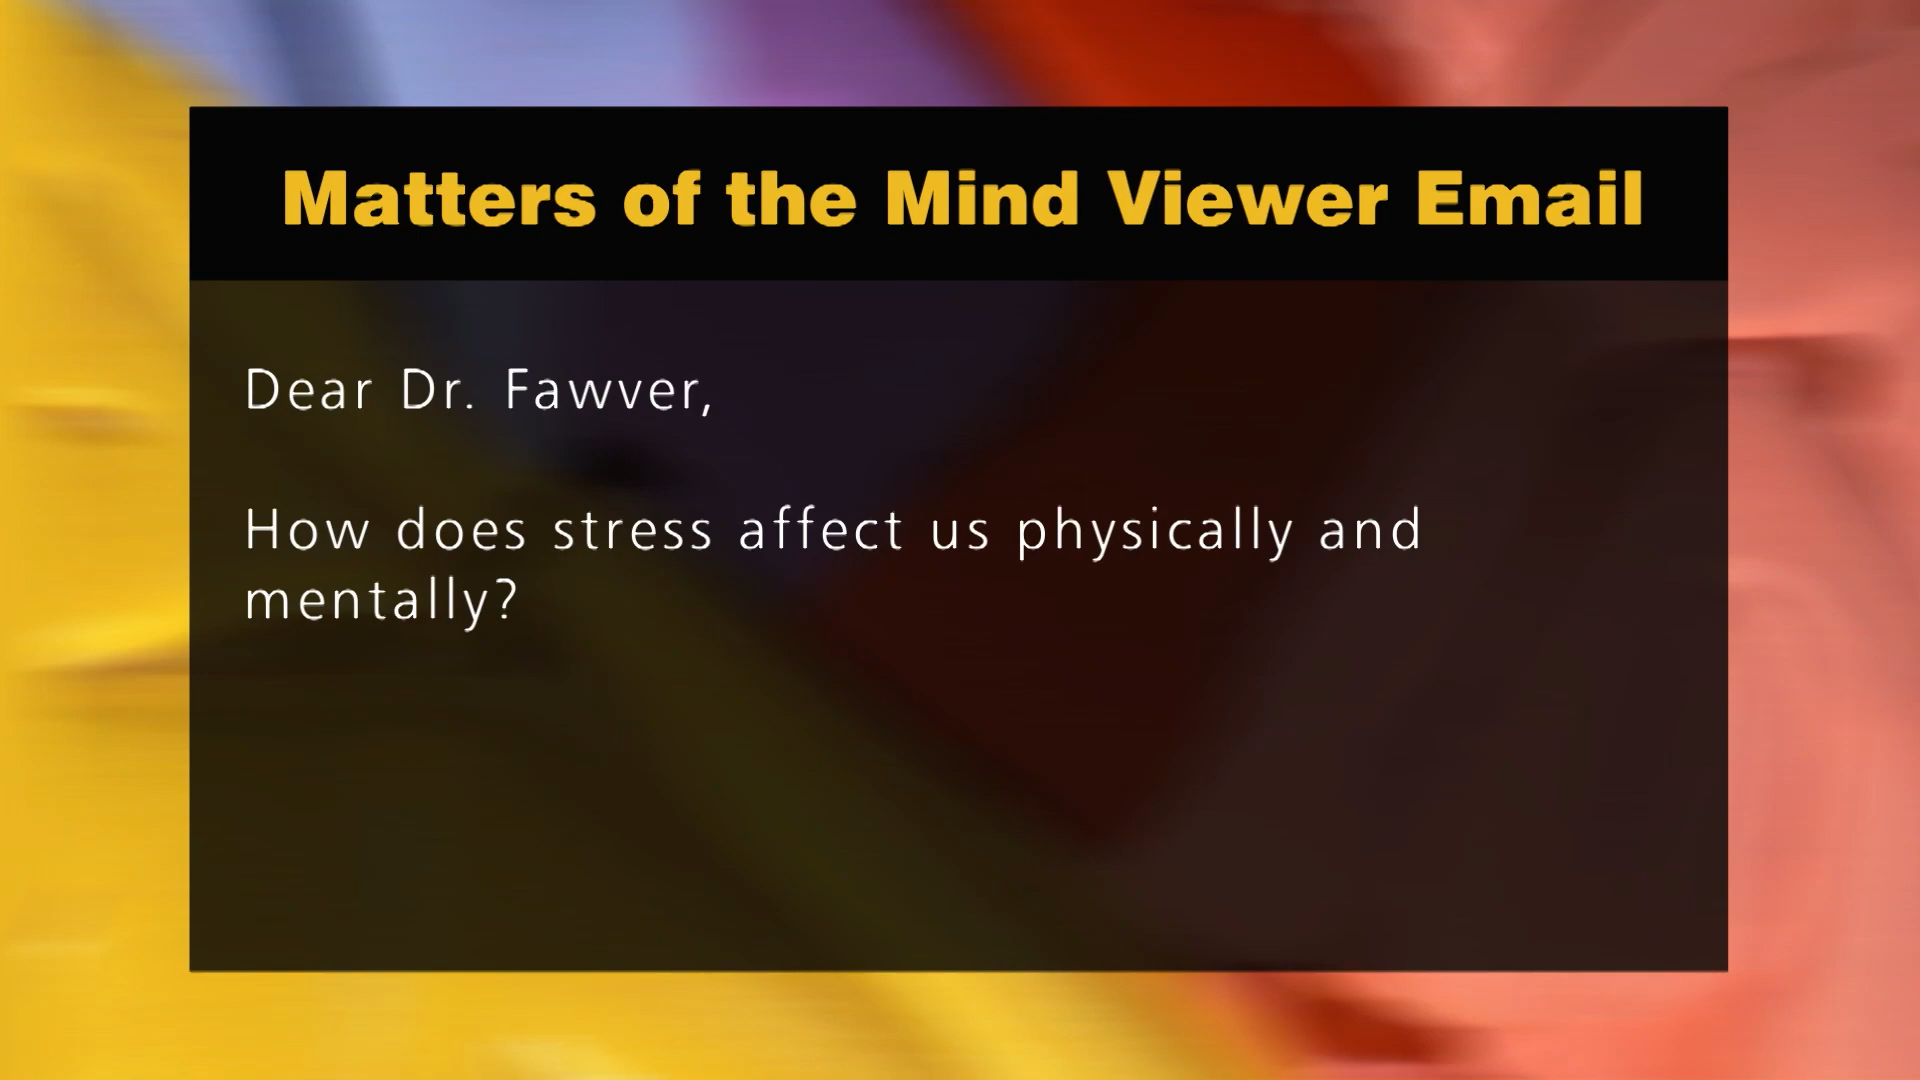 Matters of the Mind Viewer Email
Dear Dr. Fawver,
How does stress affect us physically and
mentally?